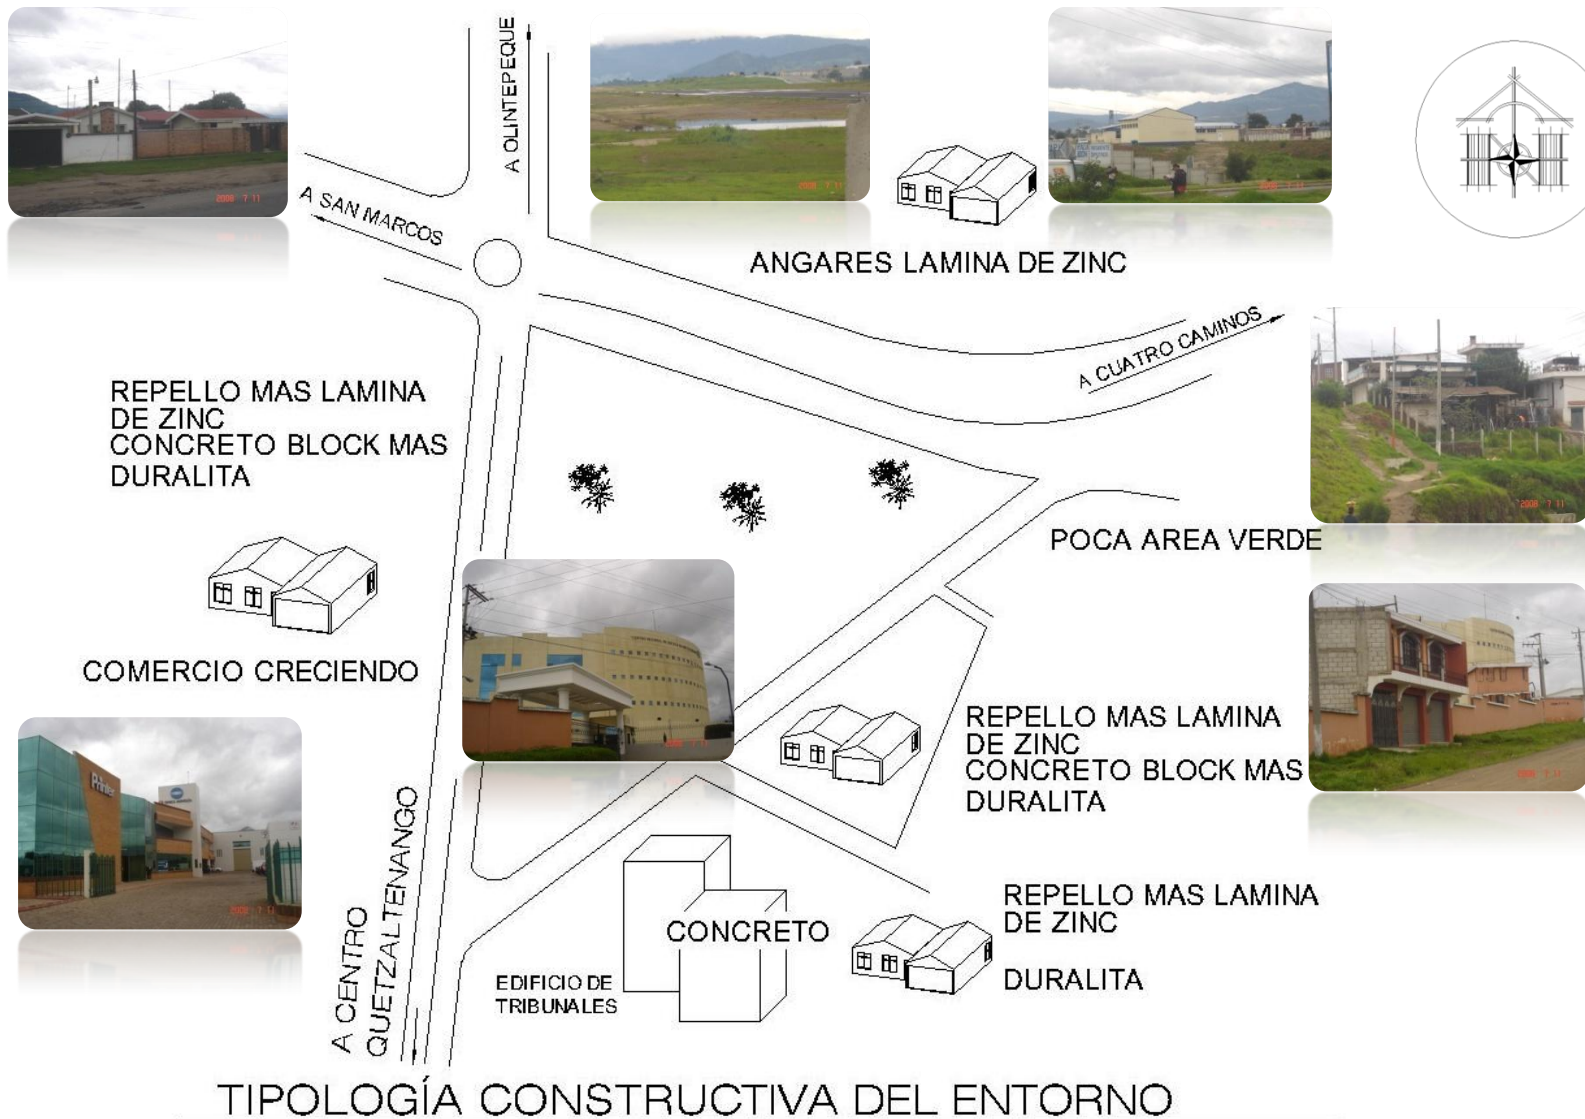 A OLINTEPEQUE
A SAN MARCOS
ANGARES LAMINA DE ZINC
A CUATRO CAMINOS
REPELLO MAS LAMINA
DE ZINC
CONCRETO BLOCK MAS
DURALITA
POCA AREA VERDE
COMERCIO CRECIENDO
REPELLO MAS LAMINA
DE ZINC
CONCRETO BLOCK MAS
DURALITA
Printer
A CENTRO
QUETZALTENANGO
CONCRETO
REPELLO MAS LAMINA
DE ZINC
DURALITA
EDIFICIO DE
TRIBUNALES
TIPOLOGÍA CONSTRUCTIVA DEL ENTORNO